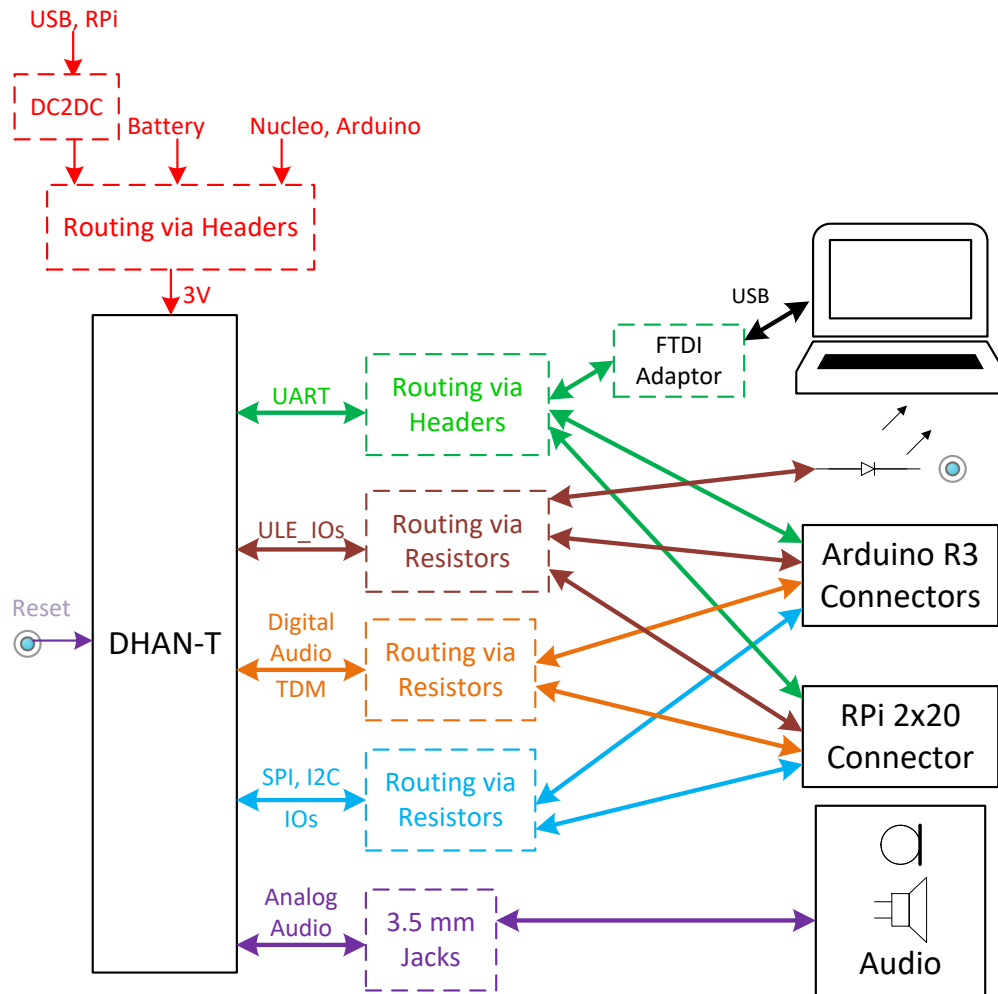 USB, RPi
DC2DC
Battery
Nucleo, Arduino
Routing via Headers
3V
USB
FTDI
Adaptor
UART
Routing via
Headers
ULE_IOs
Routing via
Resistors
Arduino R3
Connectors
Reset
DHAN-T
Digital
Audio
TDM
Routing via
Resistors
RPi 2x20
Connector
SPI, I2C
IOs
Routing via
Resistors
Analog
Audio
3.5 mm
Jacks
Audio